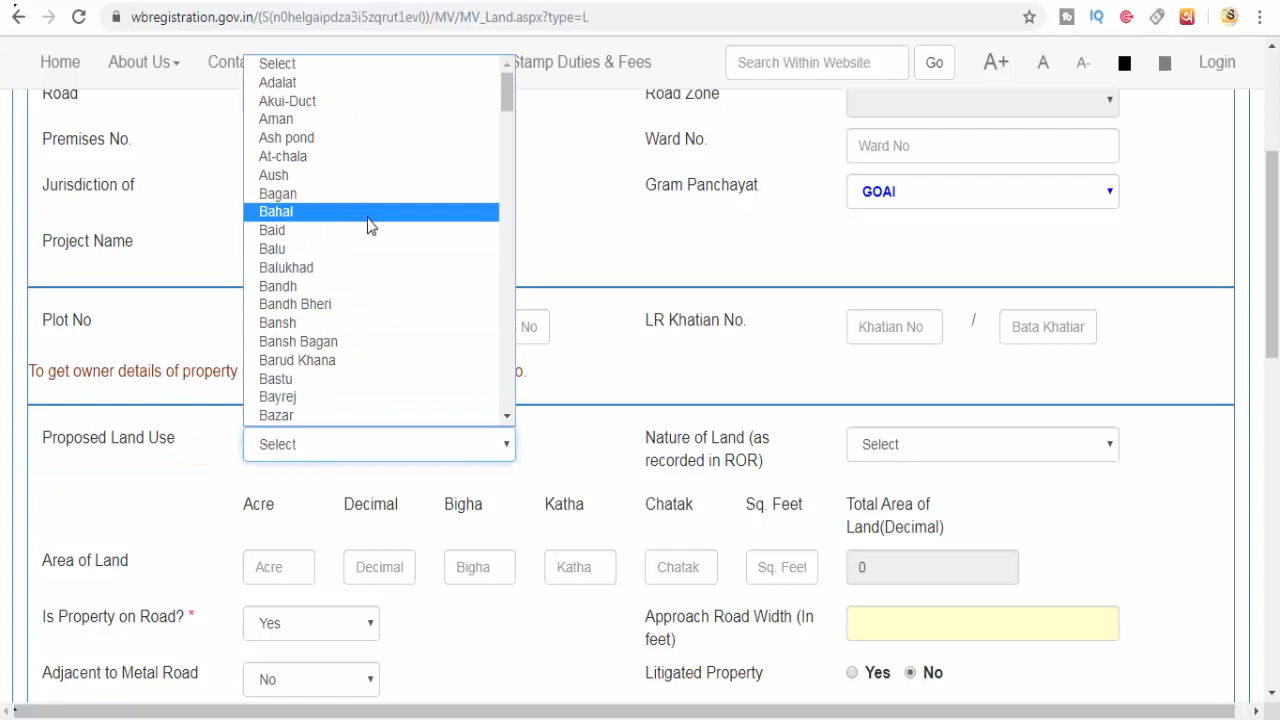 wbregistration.gov.in/(S(n0helgaipdza3i5zqrut1evl))/MV/MV_Land.aspx?type=L
Home About Us Conta Stamp Duties & Fees Search Within Website Go A+ A A- Login
Road
Road Zone
Premises No.
Ward No.
Ward No
Jurisdiction of
Gram Panchayat
GOAI
Project Name
Select
Adalat
Akui-Duct
Aman
Ash pond
At-chala
Aush
Bagan
Bahal
Baid
Balu
Balukhad
Bandh
Bandh Bheri
Bansh
Bansh Bagan
Barud Khana
Bastu
Bayrej
Bazar
Plot No
No
LR Khatian No.
Khatian No / Bata Khatiar
To get owner details of property o.
Proposed Land Use
Select
Nature of Land (as
recorded in ROR)
Select
Acre Decimal Bigha Katha Chatak Sq. Feet Total Area of
Land(Decimal)
Area of Land
Acre Decimal Bigha Katha Chatak Sq. Feet 0
Is Property on Road? *
Yes
Approach Road Width (In
feet)
Adjacent to Metal Road
No
Litigated Property
Yes No